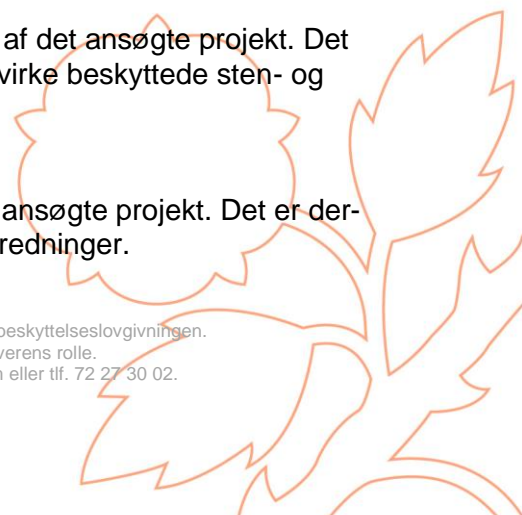 af det ansøgte projekt. Det
virke beskyttede sten- og
ansøgte projekt. Det er der-
redninger.
beskyttelseslovgivningen.
verens rolle.
eller tlf. 72 27 30 02.